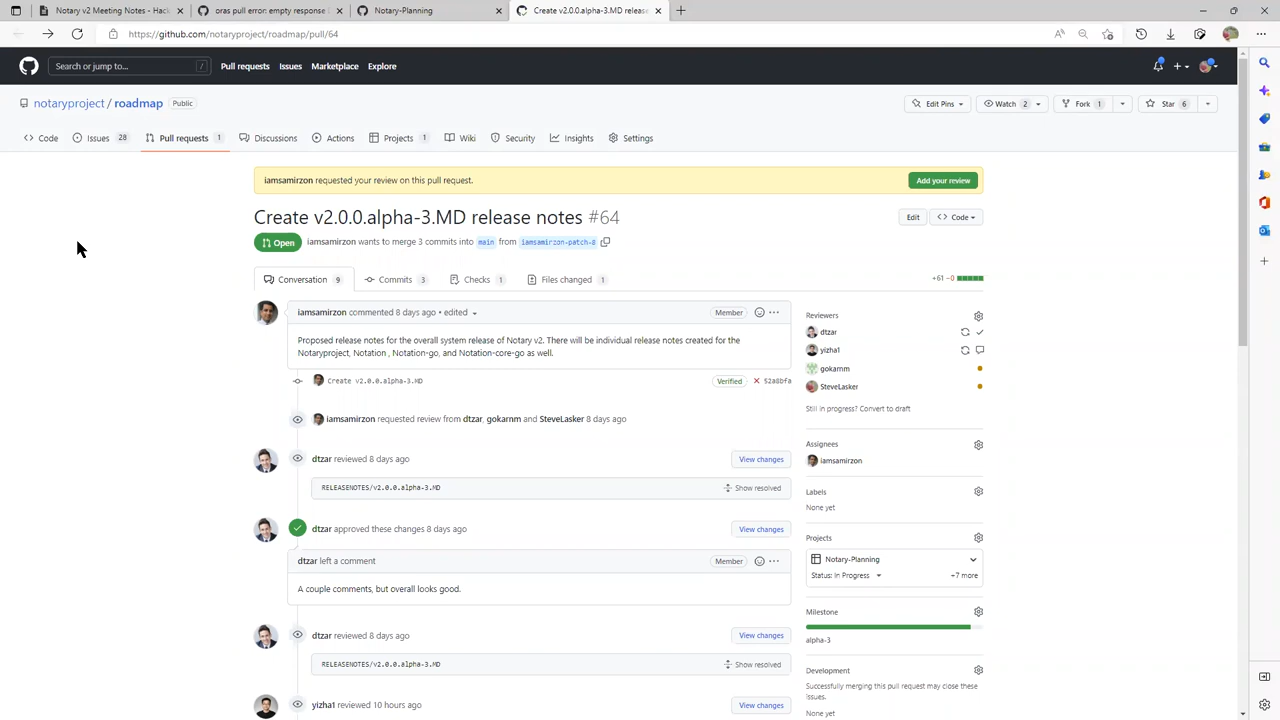 Notary v2 Meeting Notes - Hack
oras pull error: empty response
Notary-Planning
Create v2.0.0.alpha-3.MD release
https://github.com/notaryproject/roadmap/pull/64
Search or jump to... /
Pull requests
Issues
Marketplace
Explore
notaryproject / roadmap Public
Edit Pins
Watch 2
Fork 1
Star 6
Code
Issues 28
Pull requests 1
Discussions
Actions
Projects 1
Wiki
Security
Insights
Settings
iamsamirzon requested your review on this pull request.
Add your review
Create v2.0.0.alpha-3.MD release notes #64
Edit
Code
Open
iamsamirzon wants to merge 3 commits into main from iamsamirzon-patch-8
Conversation 9
Commits 3
Checks 1
Files changed 1
+61 −0
iamsamirzon commented 8 days ago • edited
Member
Proposed release notes for the overall system release of Notary v2. There will be individual release notes created for the
Notaryproject, Notation , Notation-go, and Notation-core-go as well.
Create v2.0.0.alpha-3.MD
Verified
52a8bfa
iamsamirzon requested review from dtzar, gokarnm and SteveLasker 8 days ago
dtzar reviewed 8 days ago
View changes
RELEASENOTES/v2.0.0.alpha-3.MD
Show resolved
dtzar approved these changes 8 days ago
View changes
dtzar left a comment
Member
A couple comments, but overall looks good.
dtzar reviewed 8 days ago
View changes
RELEASENOTES/v2.0.0.alpha-3.MD
Show resolved
yizha1 reviewed 10 hours ago
View changes
Reviewers
dtzar
yizha1
gokarnm
SteveLasker
Still in progress? Convert to draft
Assignees
iamsamirzon
Labels
None yet
Projects
Notary-Planning
Status: In Progress
+7 more
Milestone
alpha-3
Development
Successfully merging this pull request may close these
issues.
None yet